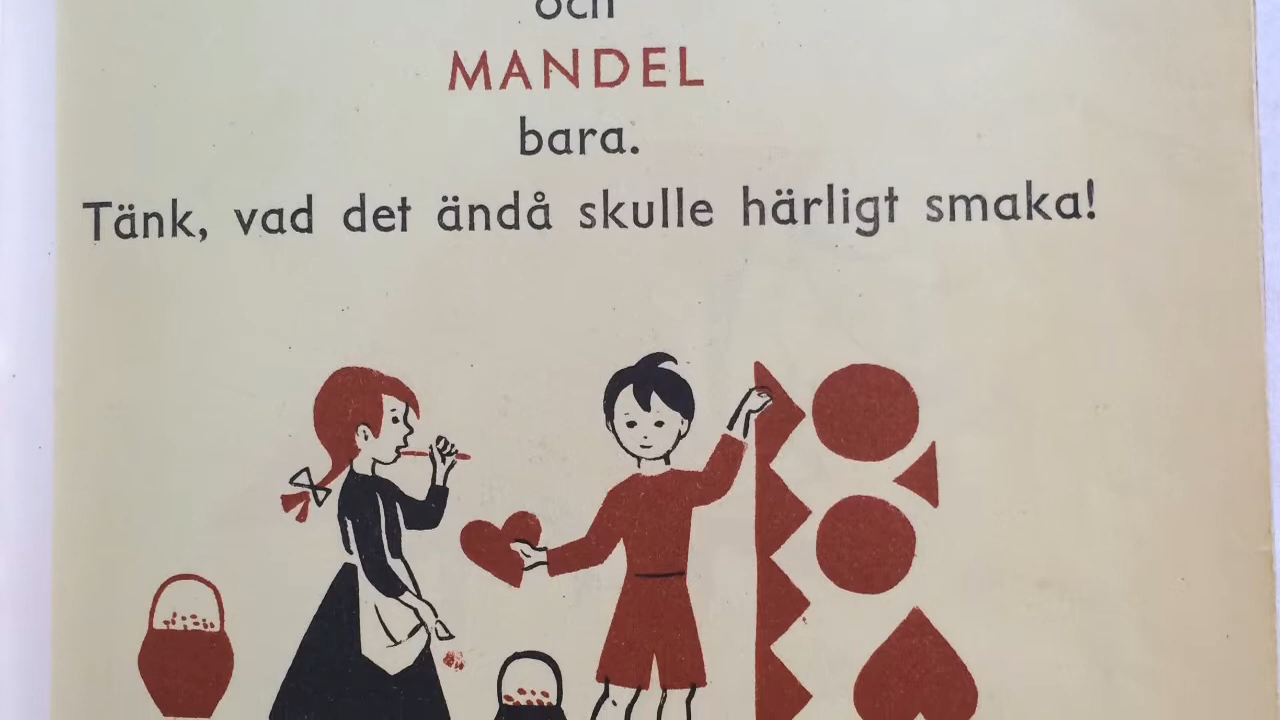 och
MANDEL
bara.
Tänk, vad det ändå skulle härligt smaka!